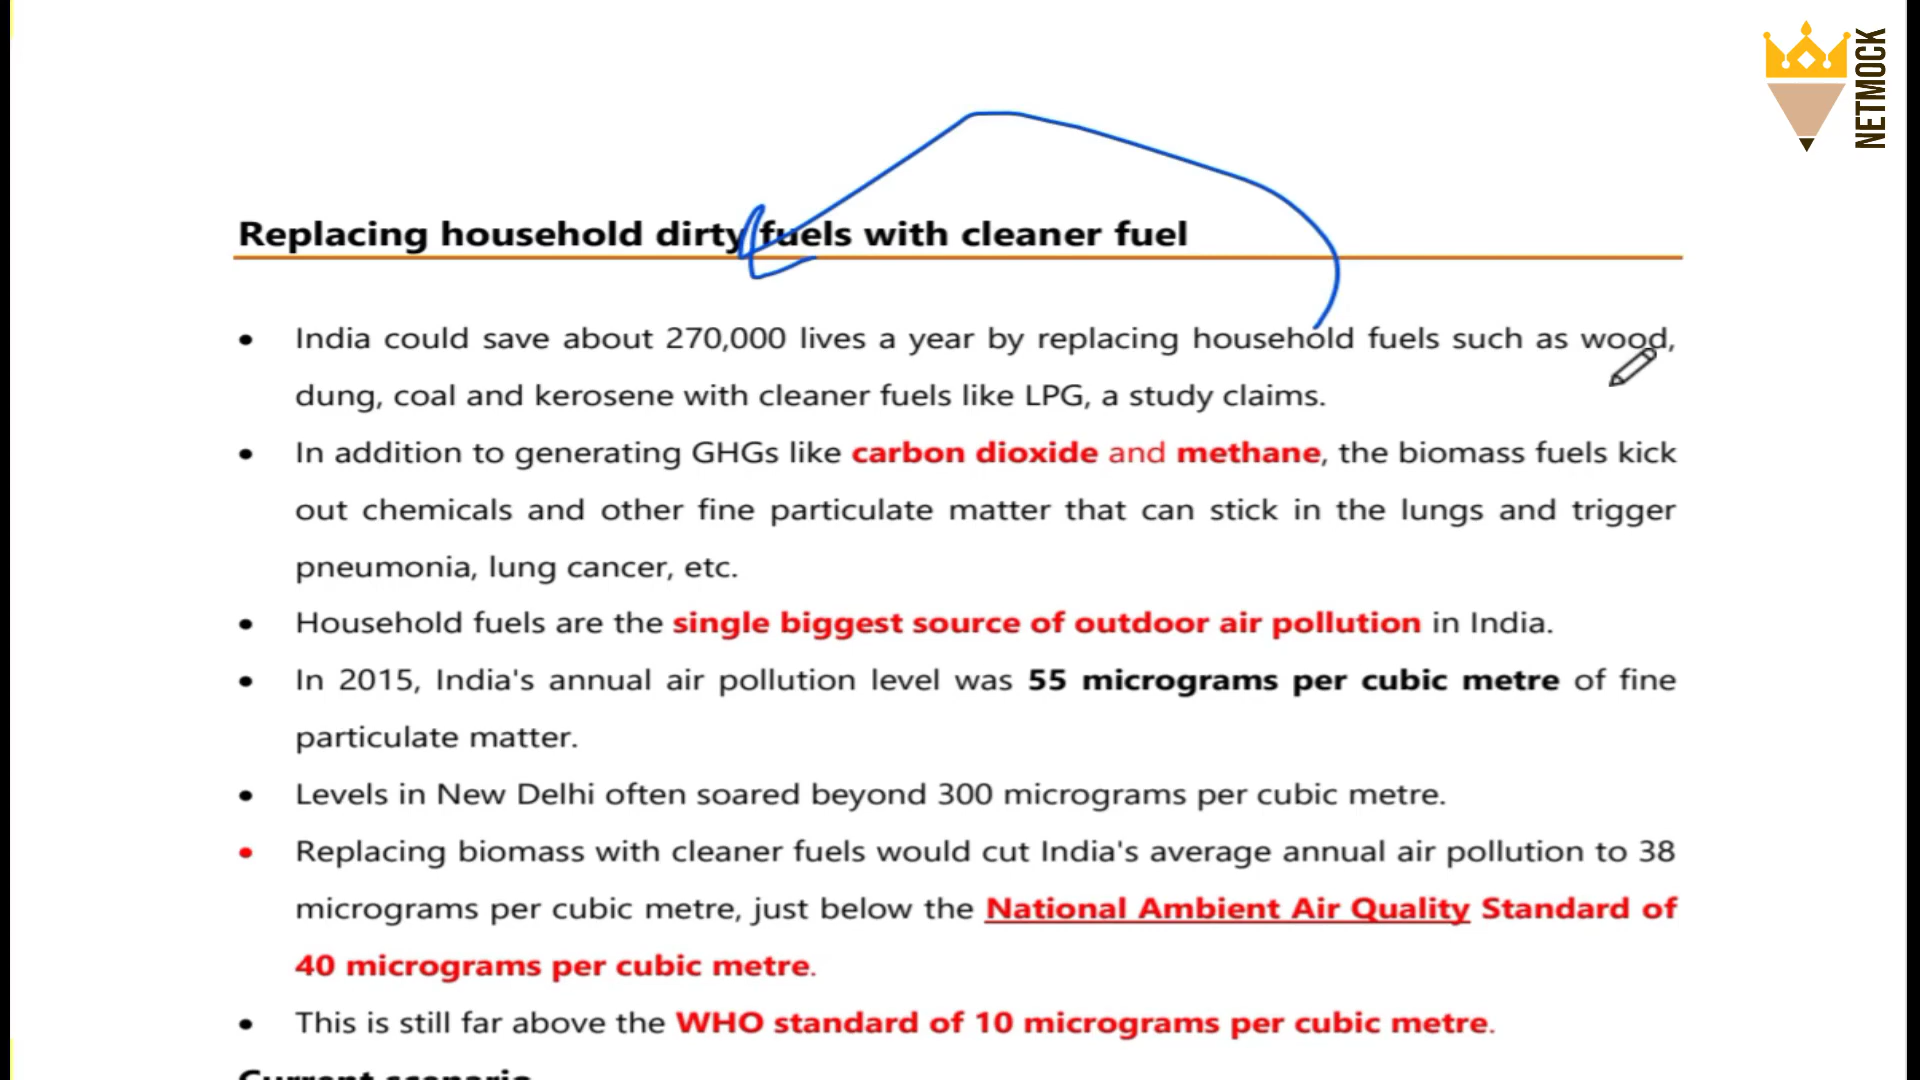 NETMOCK
Replacing household dirty fuels with cleaner fuel
• India could save about 270,000 lives a year by replacing household fuels such as wood,
dung, coal and kerosene with cleaner fuels like LPG, a study claims.
• In addition to generating GHGs like carbon dioxide and methane, the biomass fuels kick
out chemicals and other fine particulate matter that can stick in the lungs and trigger
pneumonia, lung cancer, etc.
• Household fuels are the single biggest source of outdoor air pollution in India.
• In 2015, India's annual air pollution level was 55 micrograms per cubic metre of fine
particulate matter.
• Levels in New Delhi often soared beyond 300 micrograms per cubic metre.
• Replacing biomass with cleaner fuels would cut India's average annual air pollution to 38
micrograms per cubic metre, just below the National Ambient Air Quality Standard of
40 micrograms per cubic metre.
• This is still far above the WHO standard of 10 micrograms per cubic metre.
Current scenario